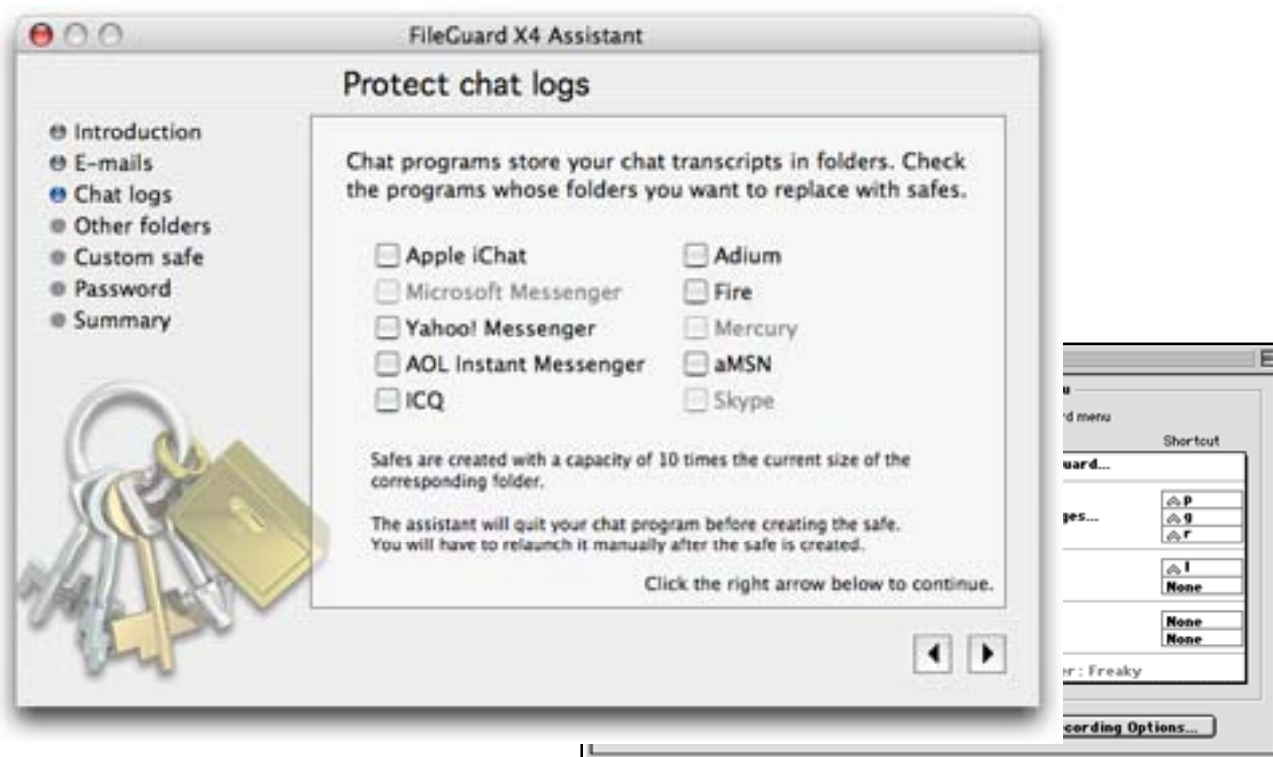 FileGuard X4 Assistant
Protect chat logs
Introduction
E-mails
Chat logs
Other folders
Custom safe
Password
Summary
Chat programs store your chat transcripts in folders. Check
the programs whose folders you want to replace with safes.
Apple iChat
Microsoft Messenger
Yahoo! Messenger
AOL Instant Messenger
ICQ
Adium
Fire
Mercury
aMSN
Skype
Safes are created with a capacity of 10 times the current size of the
corresponding folder.
The assistant will quit your chat program before creating the safe.
You will have to relaunch it manually after the safe is created.
Click the right arrow below to continue.
menu
Shortcut
P
g
r
l
None
None
None
: Freaky
Options...